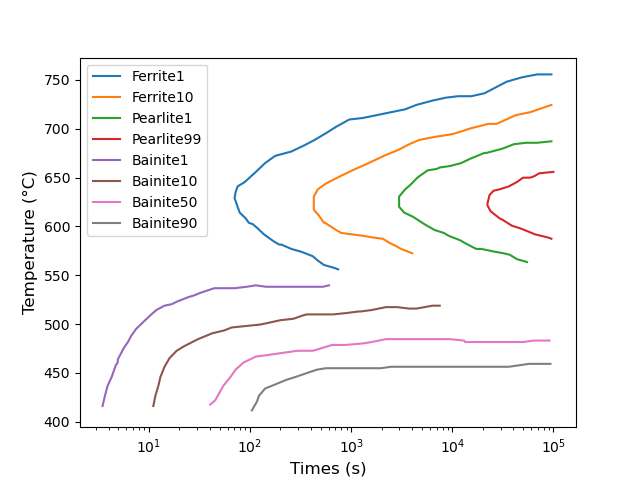 Ferrite1
Ferrite10
Pearlite1
Pearlite99
Bainite1
Bainite10
Bainite50
Bainite90
Temperature (°C)
750
700
650
600
550
500
450
400
10¹ 10² 10³ 10⁴ 10⁵
Times (s)